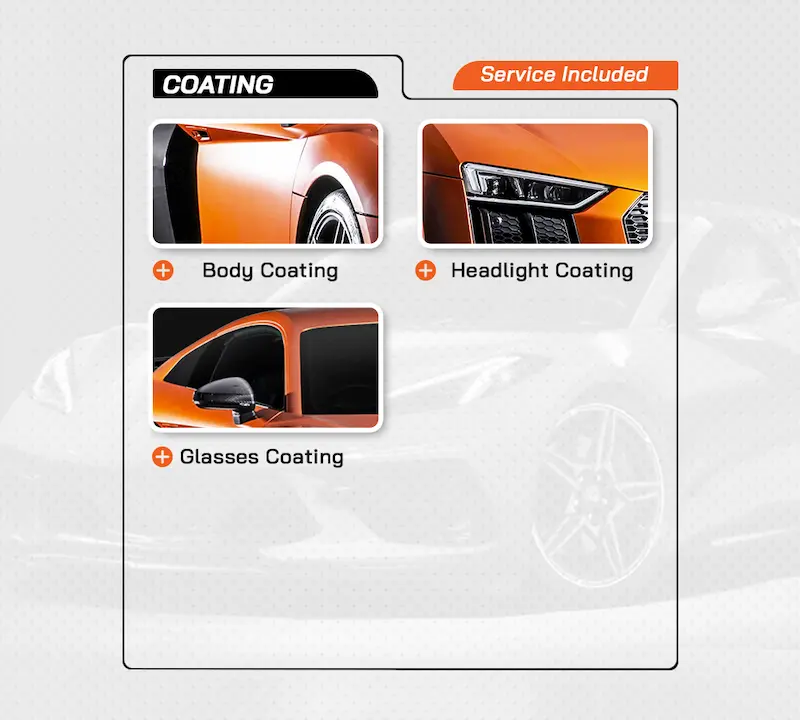 COATING
Service Included
Body Coating
Headlight Coating
Glasses Coating